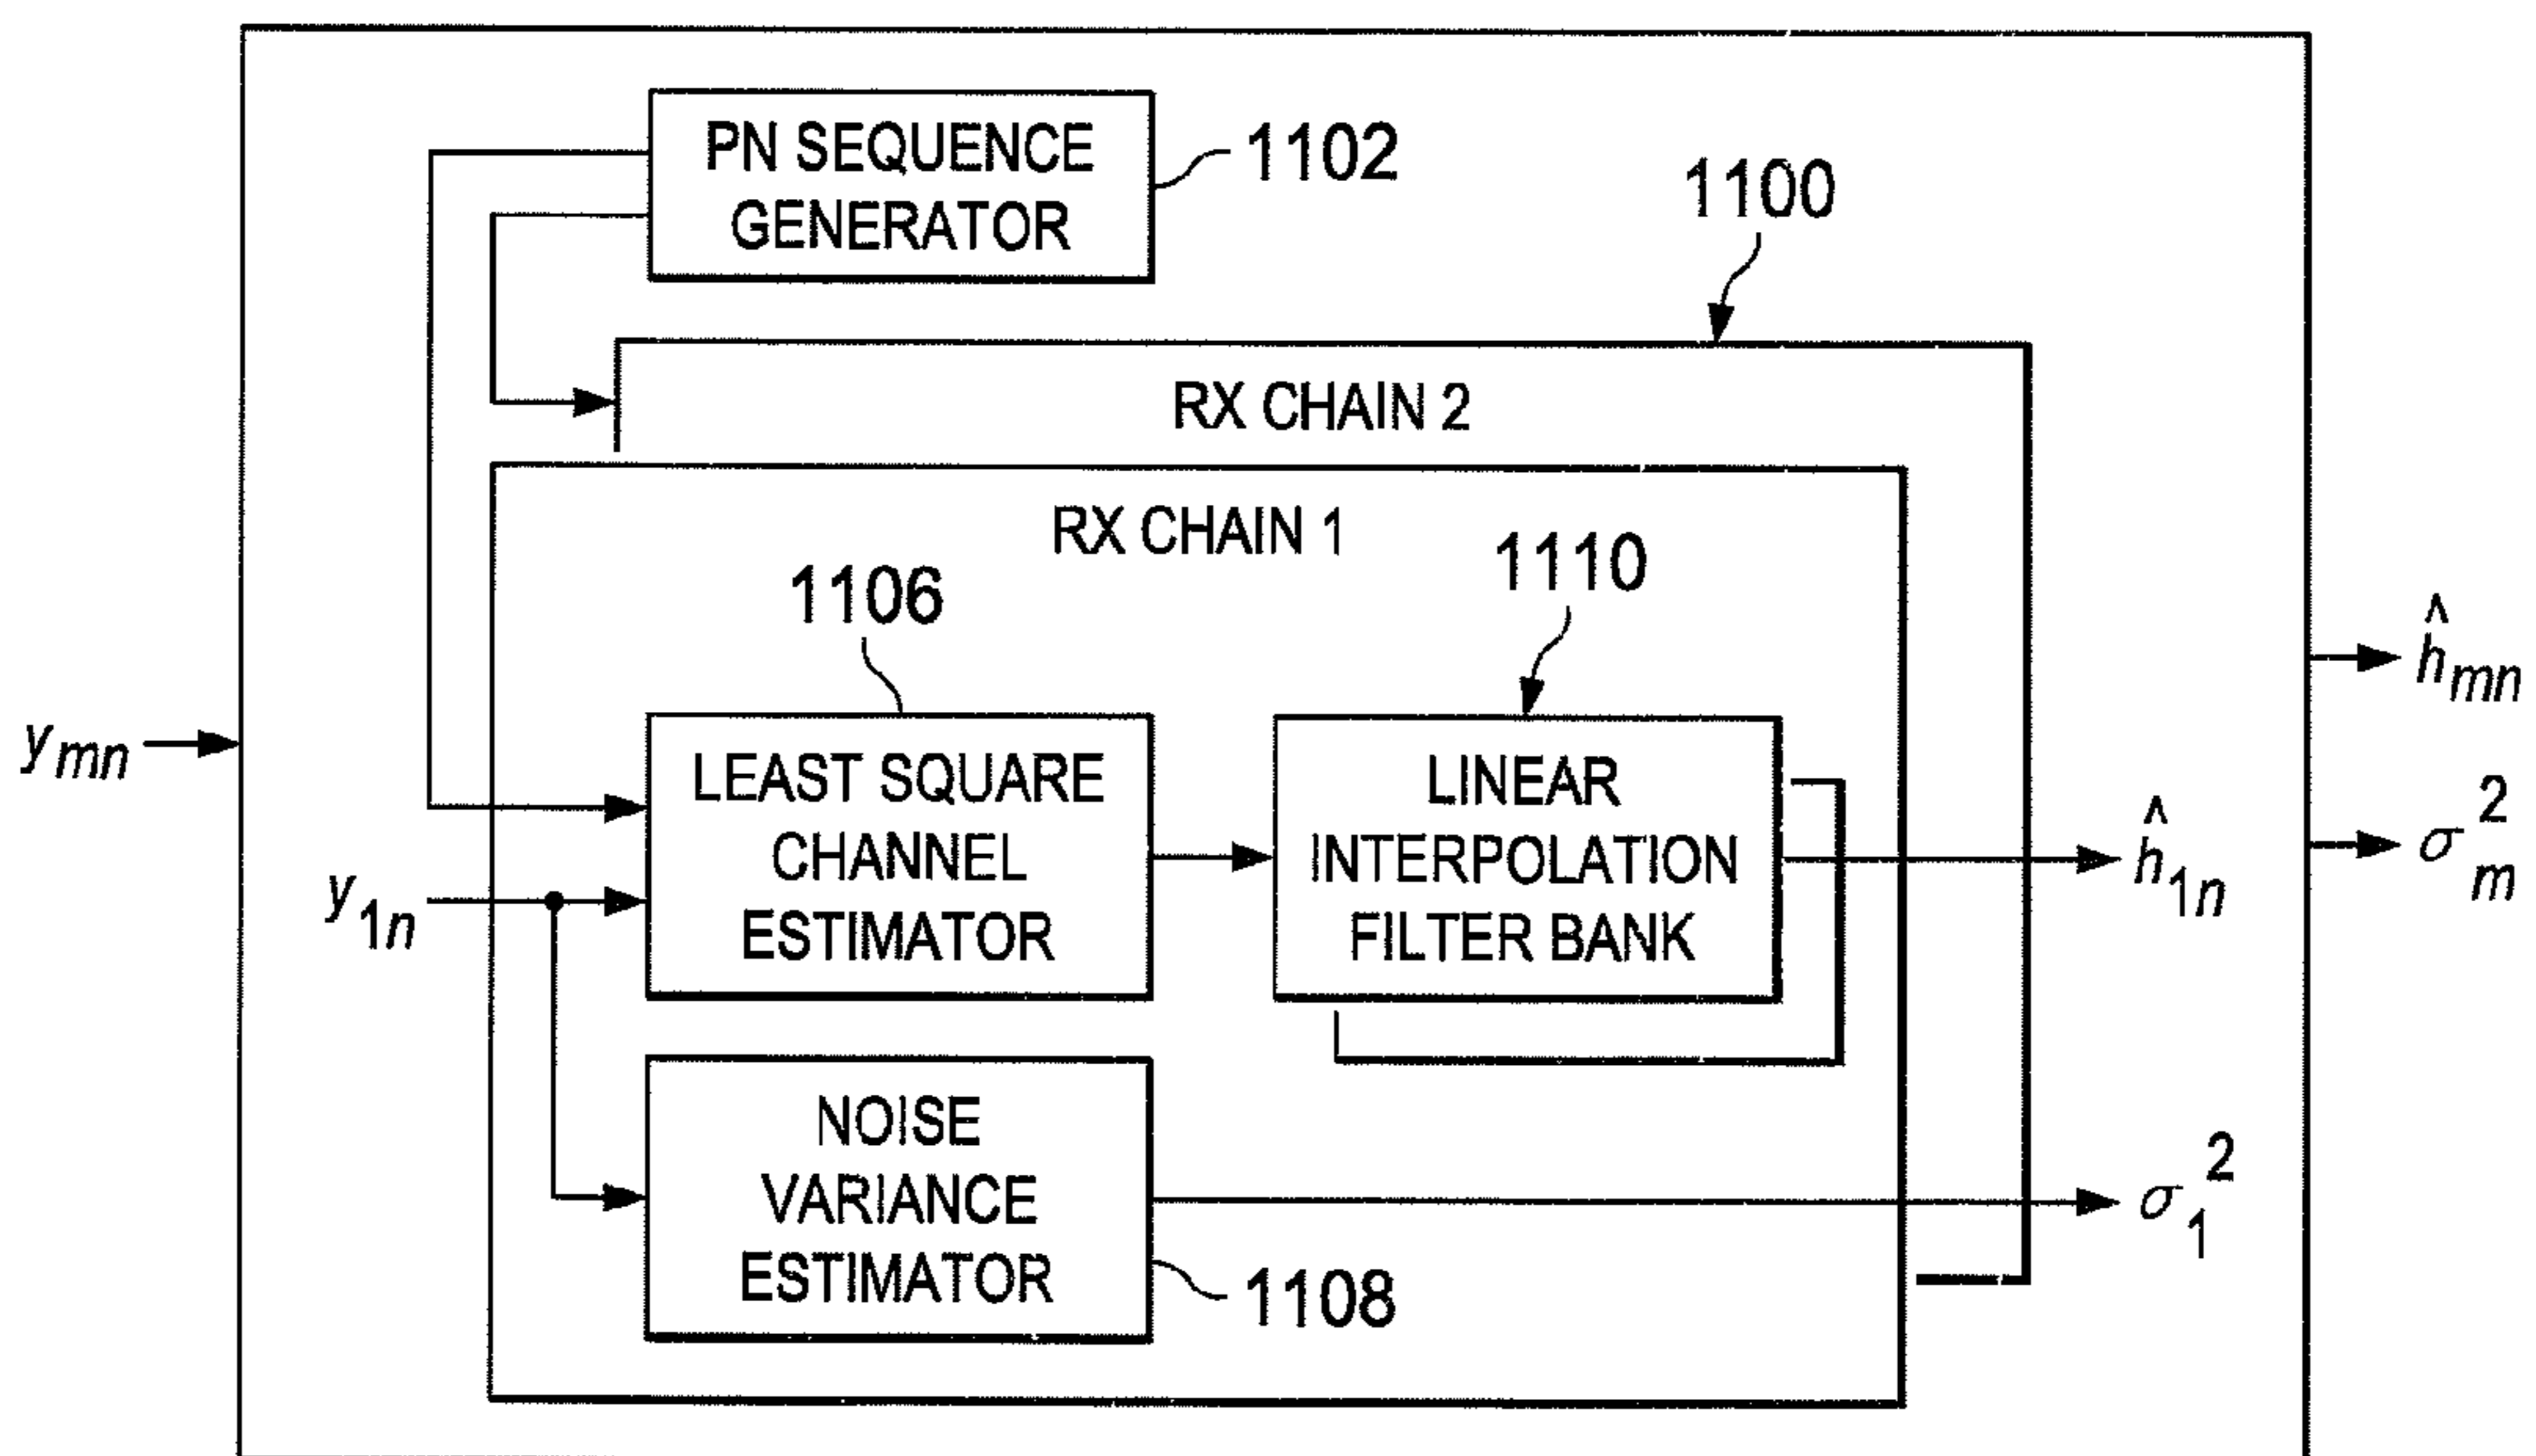 PN SEQUENCE
GENERATOR
1102
1100
RX CHAIN 2
RX CHAIN 1
1106
1110
ĥmn
ymn
LEAST SQUARE
CHANNEL
ESTIMATOR
LINEAR
INTERPOLATION
FILTER BANK
σ²m
y1n
ĥ1n
NOISE
VARIANCE
ESTIMATOR
σ1²
1108